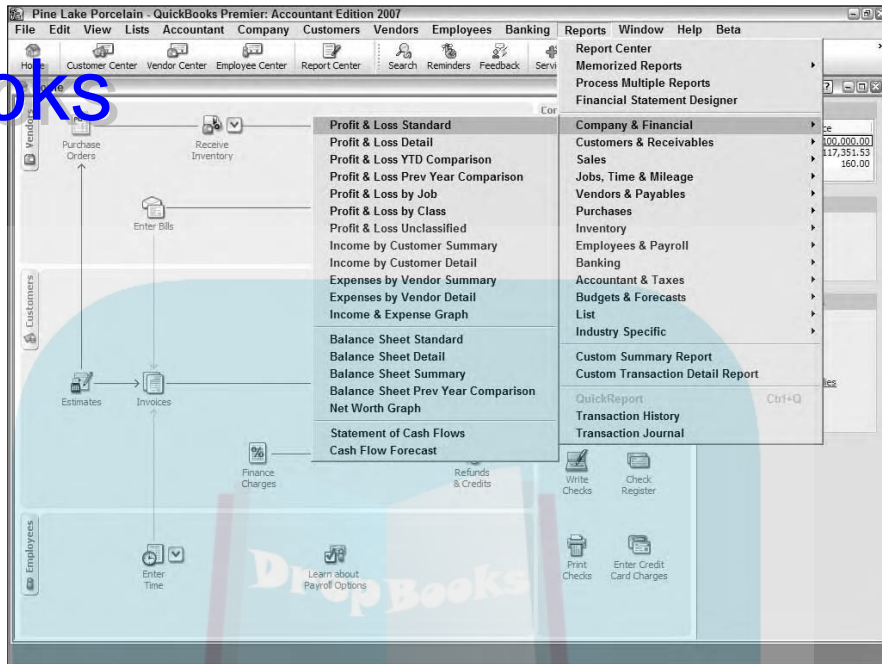 Pine Lake Porcelain - QuickBooks Premier: Accountant Edition 2007
File Edit View Lists Accountant Company Customers Vendors Employees Banking Reports Window Help Beta
Home Customer Center Vendor Center Employee Center Report Center Search Reminders Feedback Servi
ooks
Vendors
Purchase Orders
Receive Inventory
Enter Bills
Customers
Estimates
Invoices
Finance Charges
Refunds & Credits
Employees
Enter Time
Learn about Payroll Options
Write Checks
Check Register
Print Checks
Enter Credit Card Charges
Profit & Loss Standard
Profit & Loss Detail
Profit & Loss YTD Comparison
Profit & Loss Prev Year Comparison
Profit & Loss by Job
Profit & Loss by Class
Profit & Loss Unclassified
Income by Customer Summary
Income by Customer Detail
Expenses by Vendor Summary
Expenses by Vendor Detail
Income & Expense Graph
Balance Sheet Standard
Balance Sheet Detail
Balance Sheet Summary
Balance Sheet Prev Year Comparison
Net Worth Graph
Statement of Cash Flows
Cash Flow Forecast
Report Center
Memorized Reports
Process Multiple Reports
Financial Statement Designer
Company & Financial
Customers & Receivables
Sales
Jobs, Time & Mileage
Vendors & Payables
Purchases
Inventory
Employees & Payroll
Banking
Accountant & Taxes
Budgets & Forecasts
List
Industry Specific
Custom Summary Report
Custom Transaction Detail Report
QuickReport Ctrl+Q
Transaction History
Transaction Journal
Cor
ce
100,000.00
117,351.53
160.00
les
DropBooks